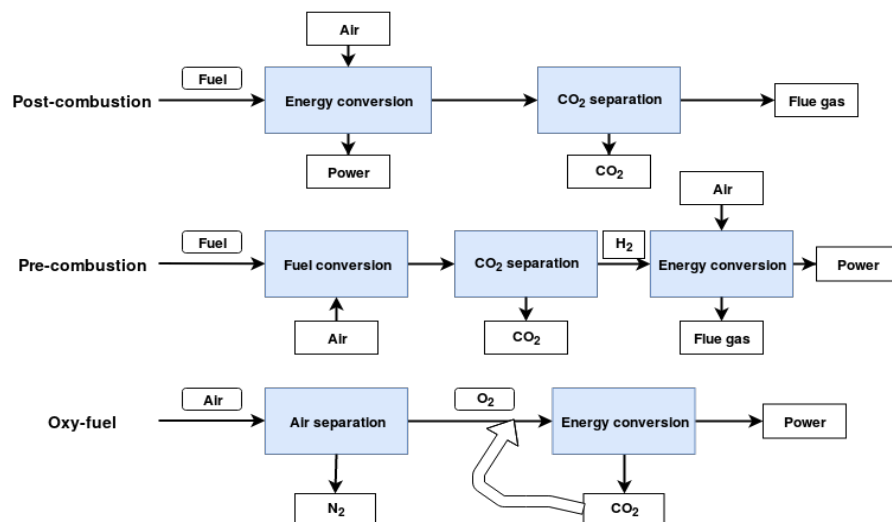 Air
Fuel
Post-combustion
Energy conversion
CO2 separation
Flue gas
Power
CO2
Air
Fuel
H2
Pre-combustion
Fuel conversion
CO2 separation
Energy conversion
Power
Air
CO2
Flue gas
Air
O2
Oxy-fuel
Air separation
Energy conversion
Power
N2
CO2